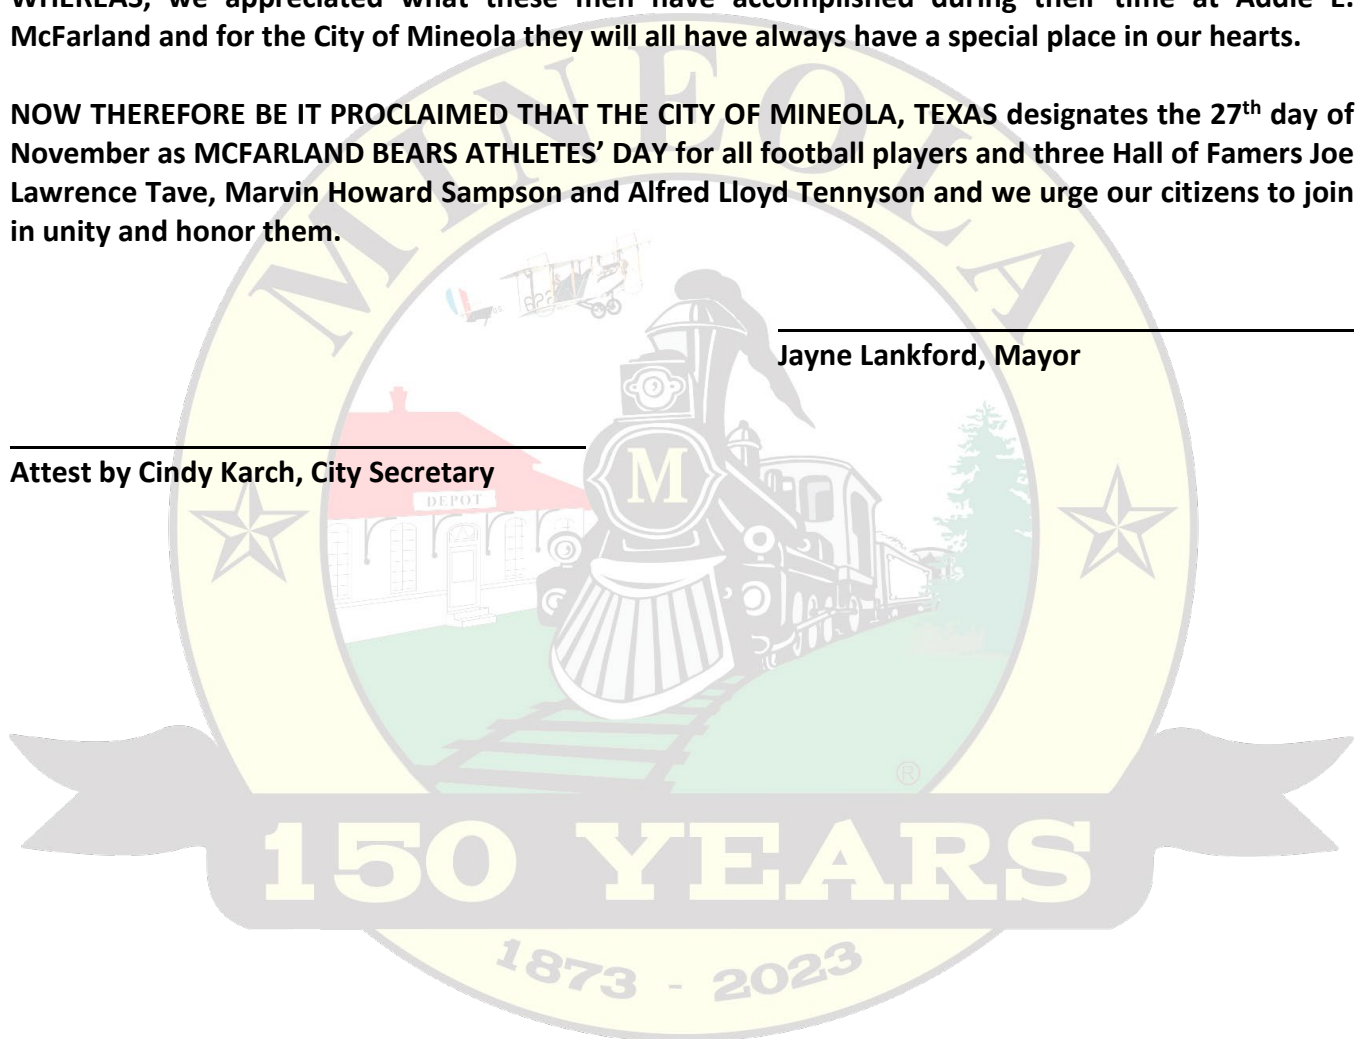 WHEREAS, we appreciated what these men have accomplished during their time at Addie E.
McFarland and for the City of Mineola they will all have always have a special place in our hearts.
NOW THEREFORE BE IT PROCLAIMED THAT THE CITY OF MINEOLA, TEXAS designates the 27th day of
November as MCFARLAND BEARS ATHLETES’ DAY for all football players and three Hall of Famers Joe
Lawrence Tave, Marvin Howard Sampson and Alfred Lloyd Tennyson and we urge our citizens to join
in unity and honor them.
Jayne Lankford, Mayor
Attest by Cindy Karch, City Secretary
MINEOLA
DEPOT
M
®
150 YEARS
1873 - 2023